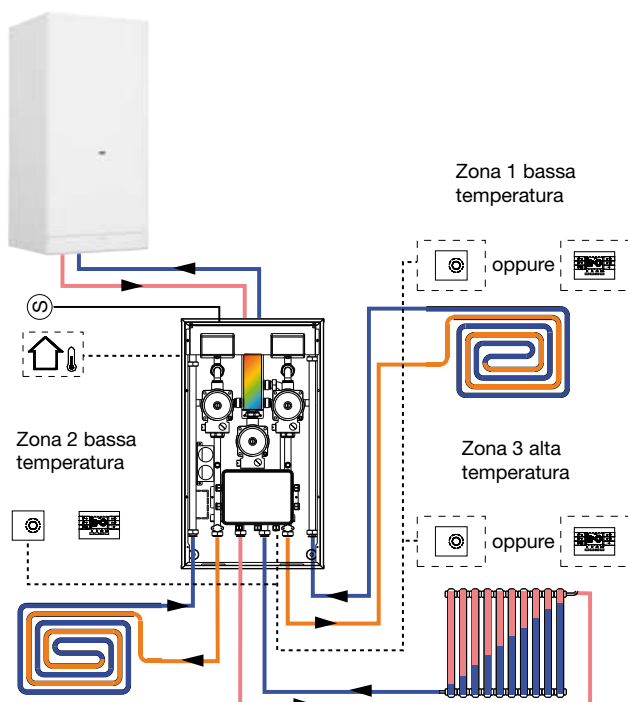 Zona 1 bassa
temperatura
oppure
S
Zona 2 bassa
temperatura
Zona 3 alta
temperatura
oppure